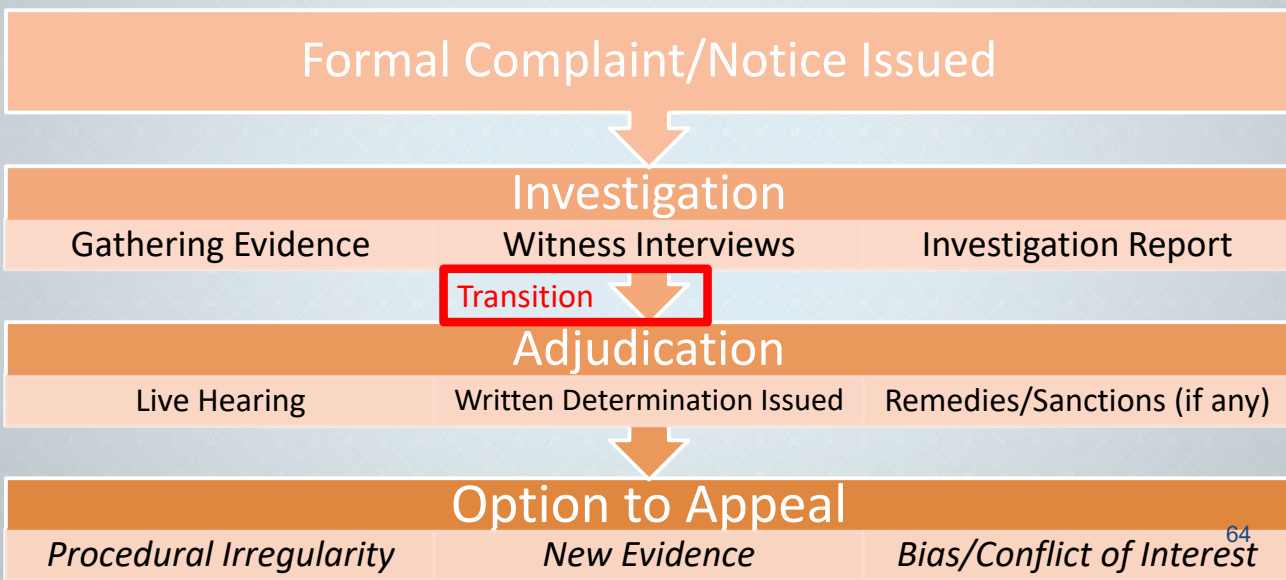 Formal Complaint/Notice Issued
Investigation
Gathering Evidence Witness Interviews Investigation Report
Transition
Adjudication
Live Hearing Written Determination Issued Remedies/Sanctions (if any)
Option to Appeal
Procedural Irregularity New Evidence Bias/Conflict of Interest
64